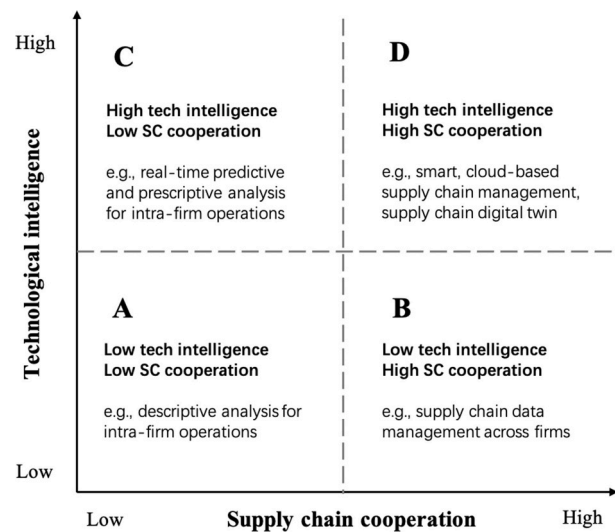 High
Technological intelligence
Low
C
High tech intelligence
Low SC cooperation
e.g., real-time predictive
and prescriptive analysis
for intra-firm operations
D
High tech intelligence
High SC cooperation
e.g., smart, cloud-based
supply chain management,
supply chain digital twin
A
Low tech intelligence
Low SC cooperation
e.g., descriptive analysis for
intra-firm operations
B
Low tech intelligence
High SC cooperation
e.g., supply chain data
management across firms
Low
Supply chain cooperation
High